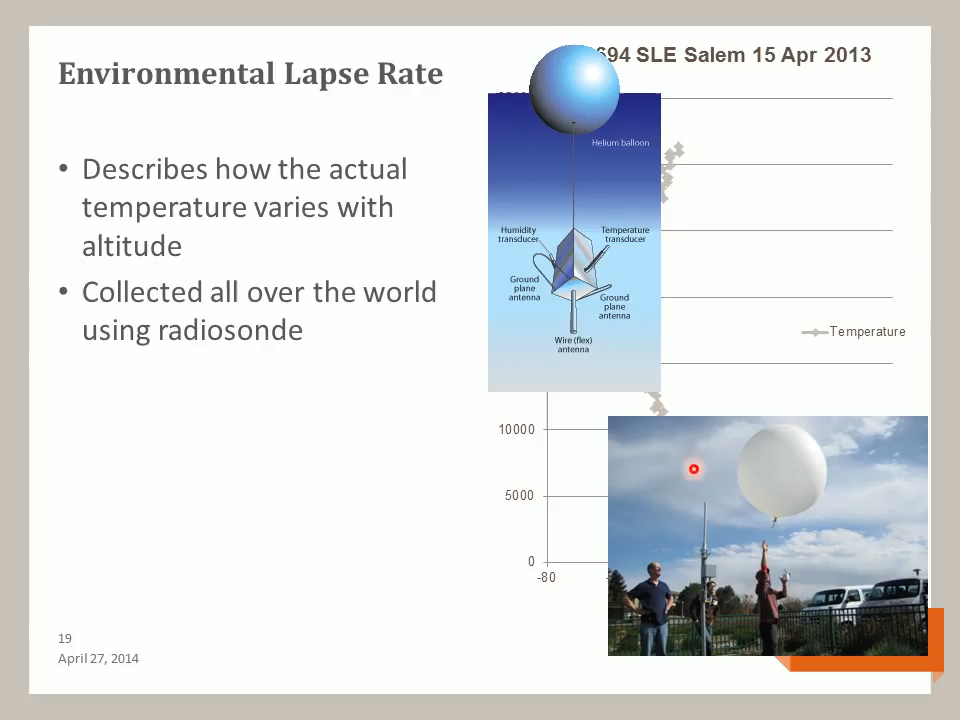 Environmental Lapse Rate
• Describes how the actual
temperature varies with
altitude
• Collected all over the world
using radiosonde
694 SLE Salem 15 Apr 2013
Helium balloon
Humidity
transducer
Temperature
transducer
Ground
plane
antenna
Ground
plane
antenna
Wire (flex)
antenna
Temperature
10000
5000
0
-80
19
April 27, 2014